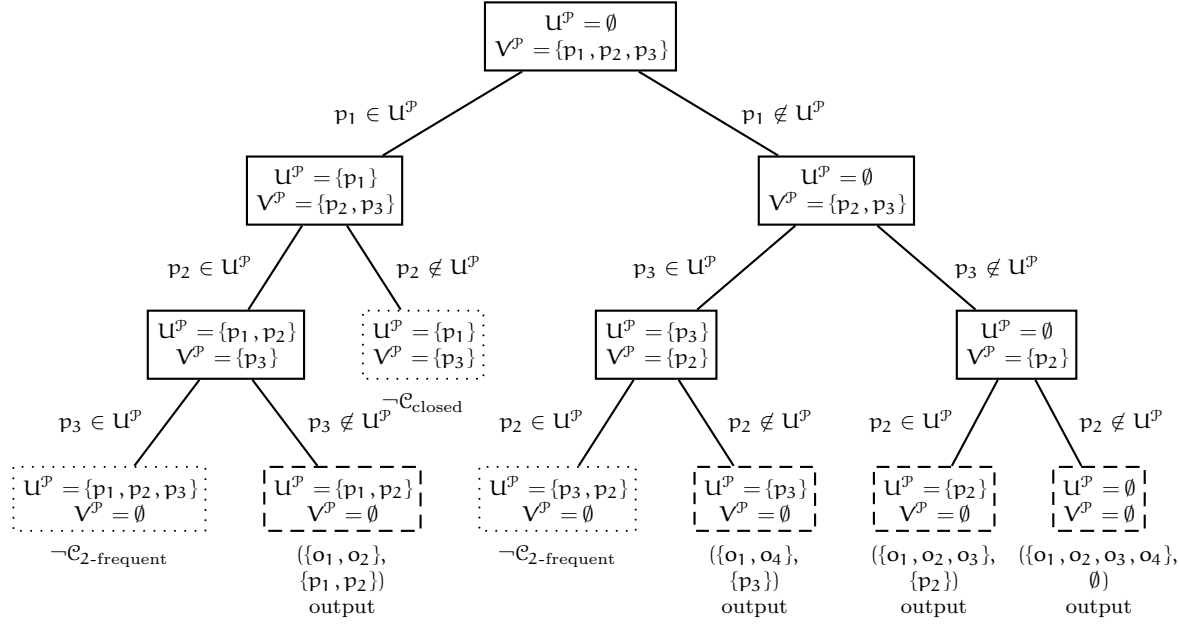 U^𝒫 = ∅
V^𝒫 = {p₁, p₂, p₃}
p₁ ∈ U^𝒫
p₁ ∉ U^𝒫
U^𝒫 = {p₁}
V^𝒫 = {p₂, p₃}
U^𝒫 = ∅
V^𝒫 = {p₂, p₃}
p₂ ∈ U^𝒫
p₂ ∉ U^𝒫
p₃ ∈ U^𝒫
p₃ ∉ U^𝒫
U^𝒫 = {p₁, p₂}
V^𝒫 = {p₃}
U^𝒫 = {p₁}
V^𝒫 = {p₃}
¬𝒞closed
U^𝒫 = {p₃}
V^𝒫 = {p₂}
U^𝒫 = ∅
V^𝒫 = {p₂}
p₃ ∈ U^𝒫
p₃ ∉ U^𝒫
p₂ ∈ U^𝒫
p₂ ∉ U^𝒫
p₂ ∈ U^𝒫
p₂ ∉ U^𝒫
U^𝒫 = {p₁, p₂, p₃}
V^𝒫 = ∅
¬𝒞2-frequent
U^𝒫 = {p₁, p₂}
V^𝒫 = ∅
({o₁, o₂},
{p₁, p₂})
output
U^𝒫 = {p₃, p₂}
V^𝒫 = ∅
¬𝒞2-frequent
U^𝒫 = {p₃}
V^𝒫 = ∅
({o₁, o₄},
{p₃})
output
U^𝒫 = {p₂}
V^𝒫 = ∅
({o₁, o₂, o₃},
{p₂})
output
U^𝒫 = ∅
V^𝒫 = ∅
({o₁, o₂, o₃, o₄},
∅)
output